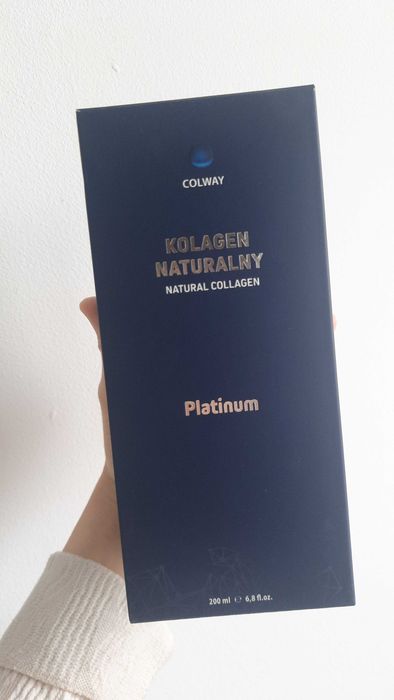 COLWAY
KOLAGEN
NATURALNY
NATURAL COLLAGEN
Platinum
200 ml ℮ 6,8 fl.oz.